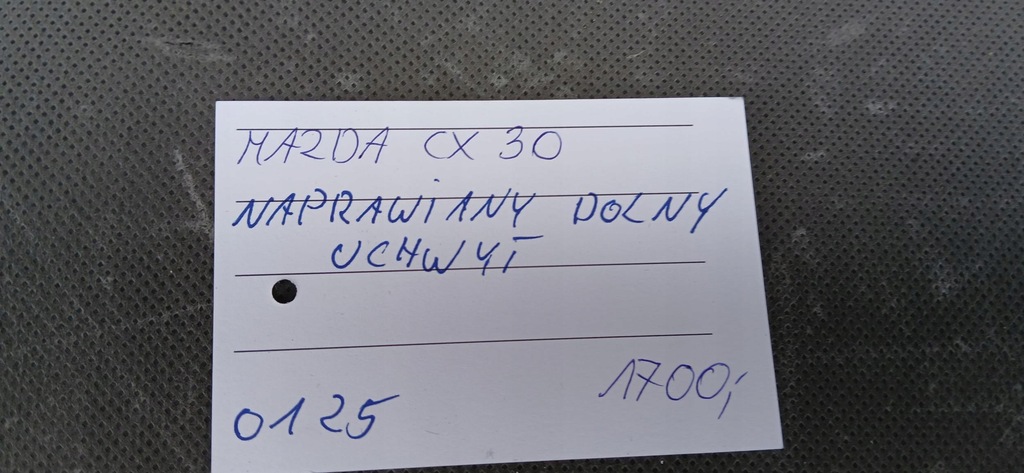 MAZDA CX 30
NAPRAWIANY DOLNY
UCHWYT
1700,-
0125